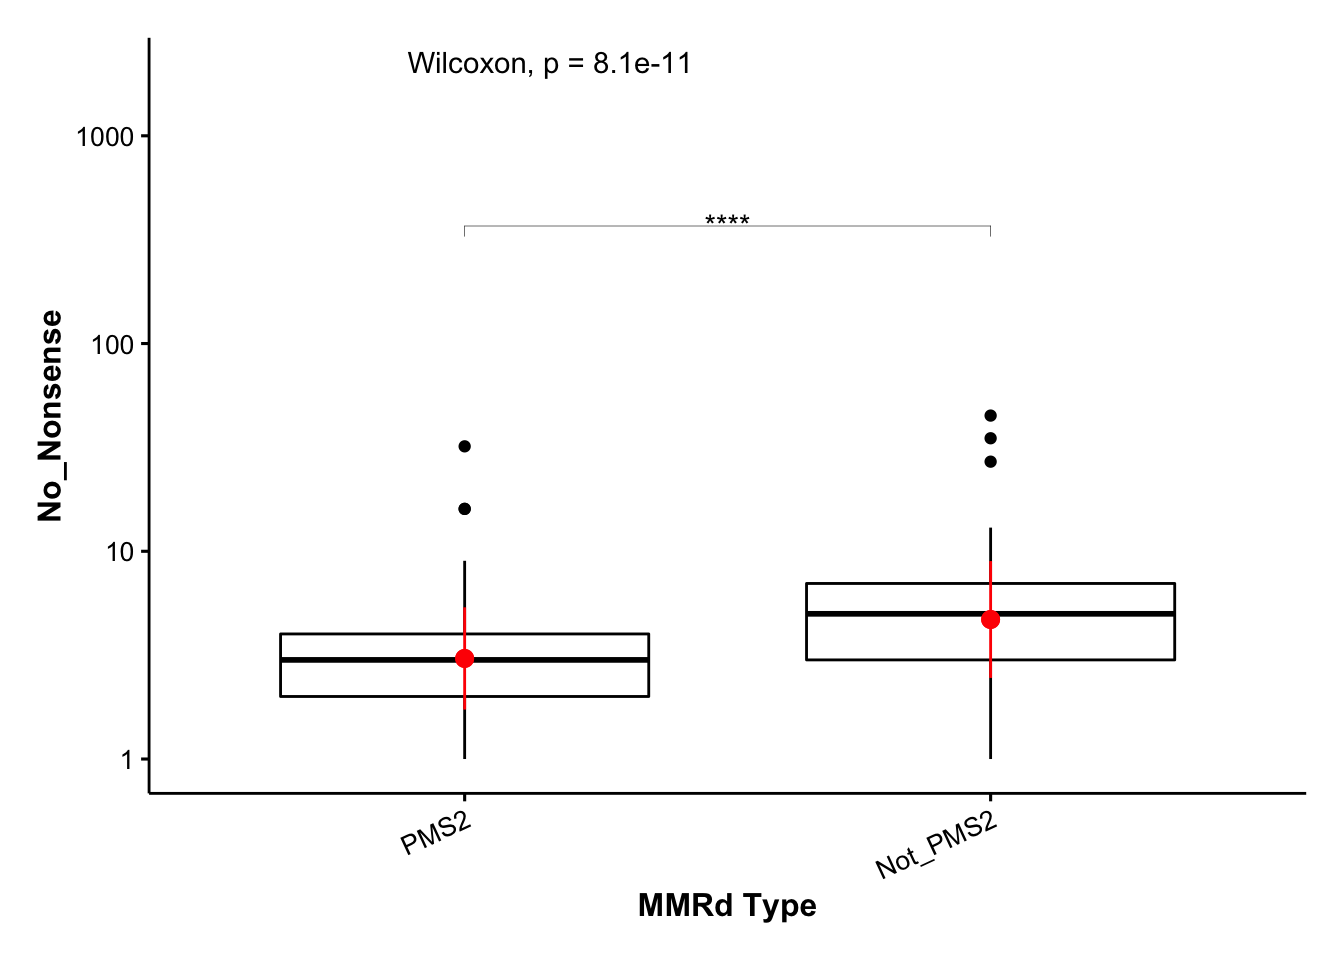 Wilcoxon, p = 8.1e-11
1000
****
100
10
1
No_Nonsense
PMS2
Not_PMS2
MMRd Type